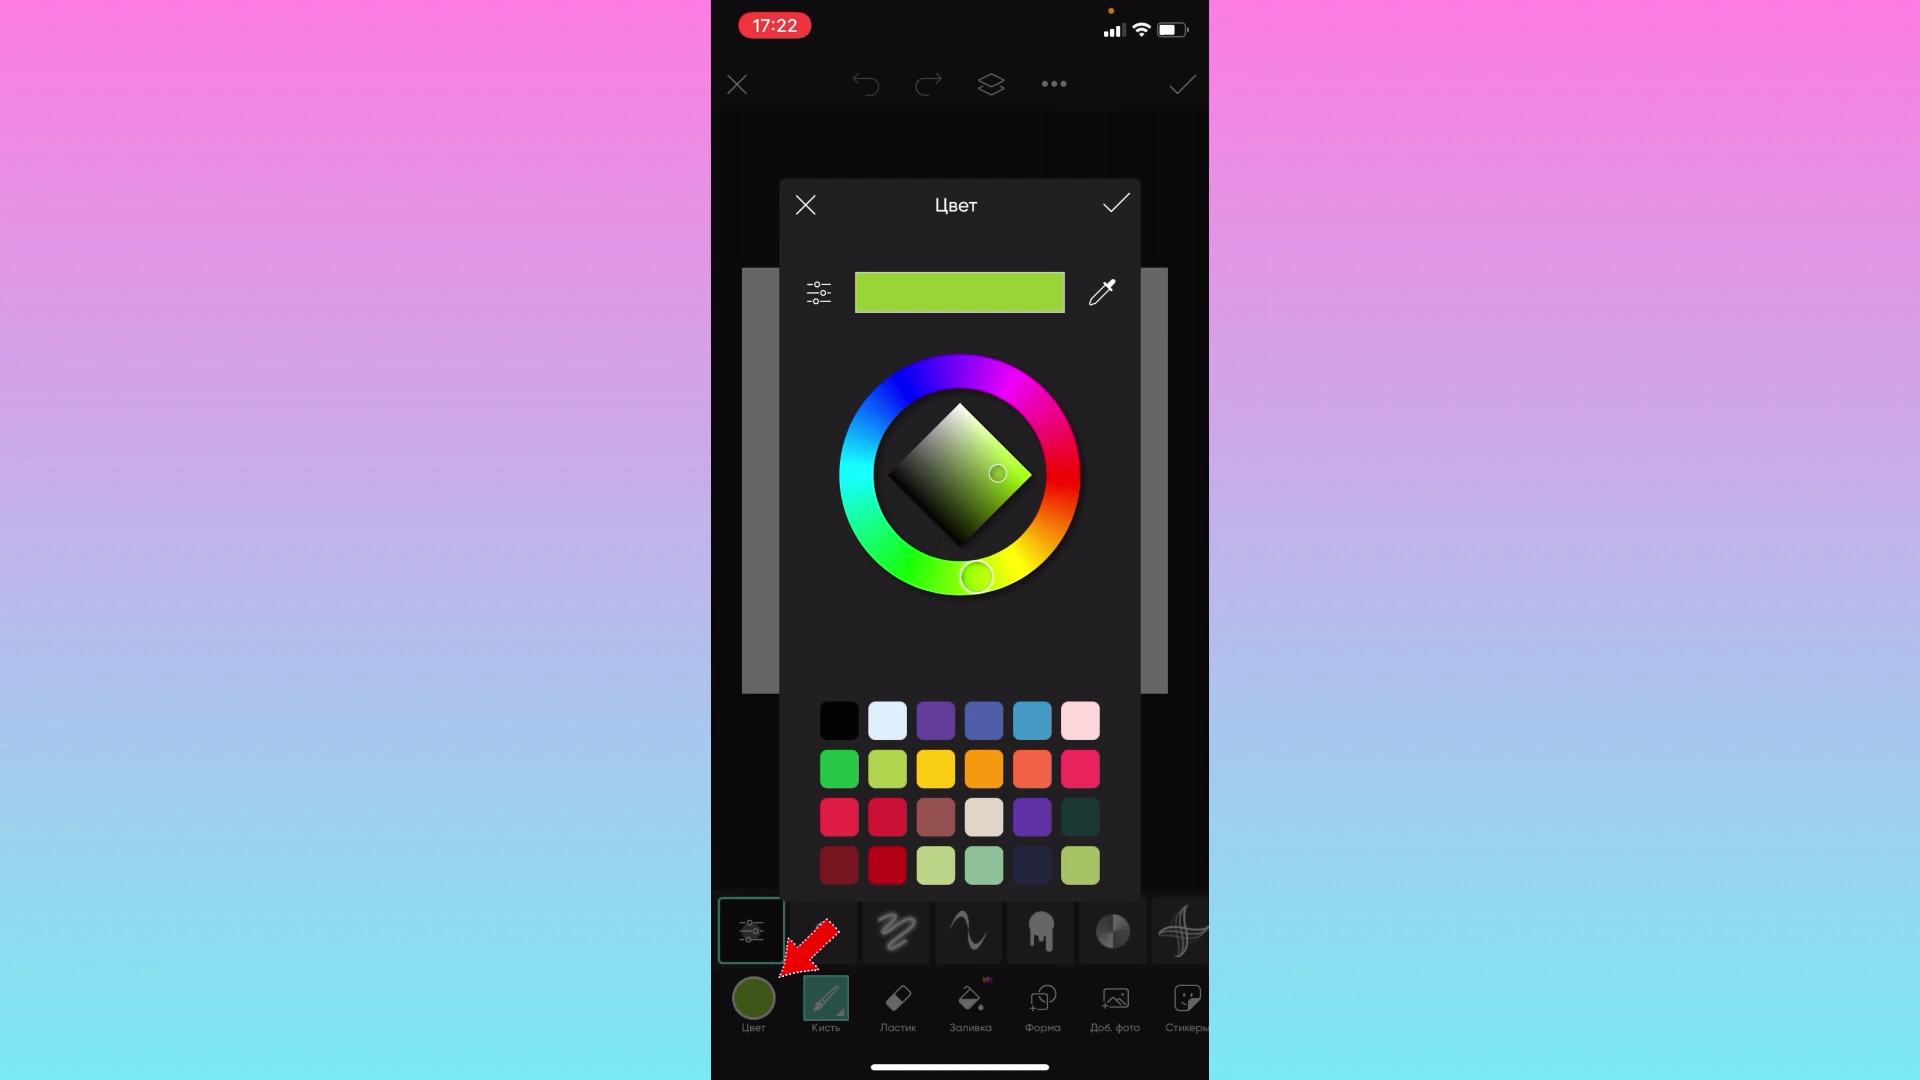 17:22
Цвет
Цвет
Кисть
Ластик
Заливка
Форма
Доб. фото
Стикеры